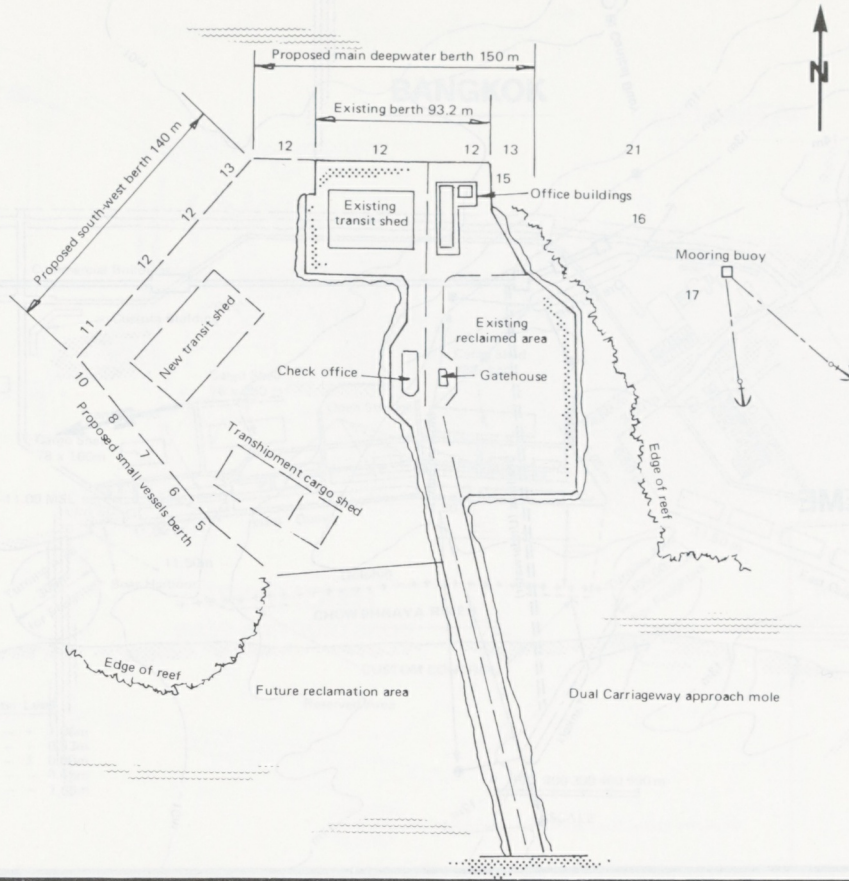 Proposed main deepwater berth 150 m
N
Existing berth 93.2 m
12 12 12 13 21
Proposed south-west berth 140 m
13
12
12
11
15
Existing
transit shed
Office buildings
16
Mooring buoy
17
New transit shed
Existing
reclaimed area
Check office
Gatehouse
10
8
7
6
5
Proposed small vessels berth
Transhipment cargo shed
Edge of reef
Edge of reef
Future reclamation area
Dual Carriageway approach mole
BANGKOK